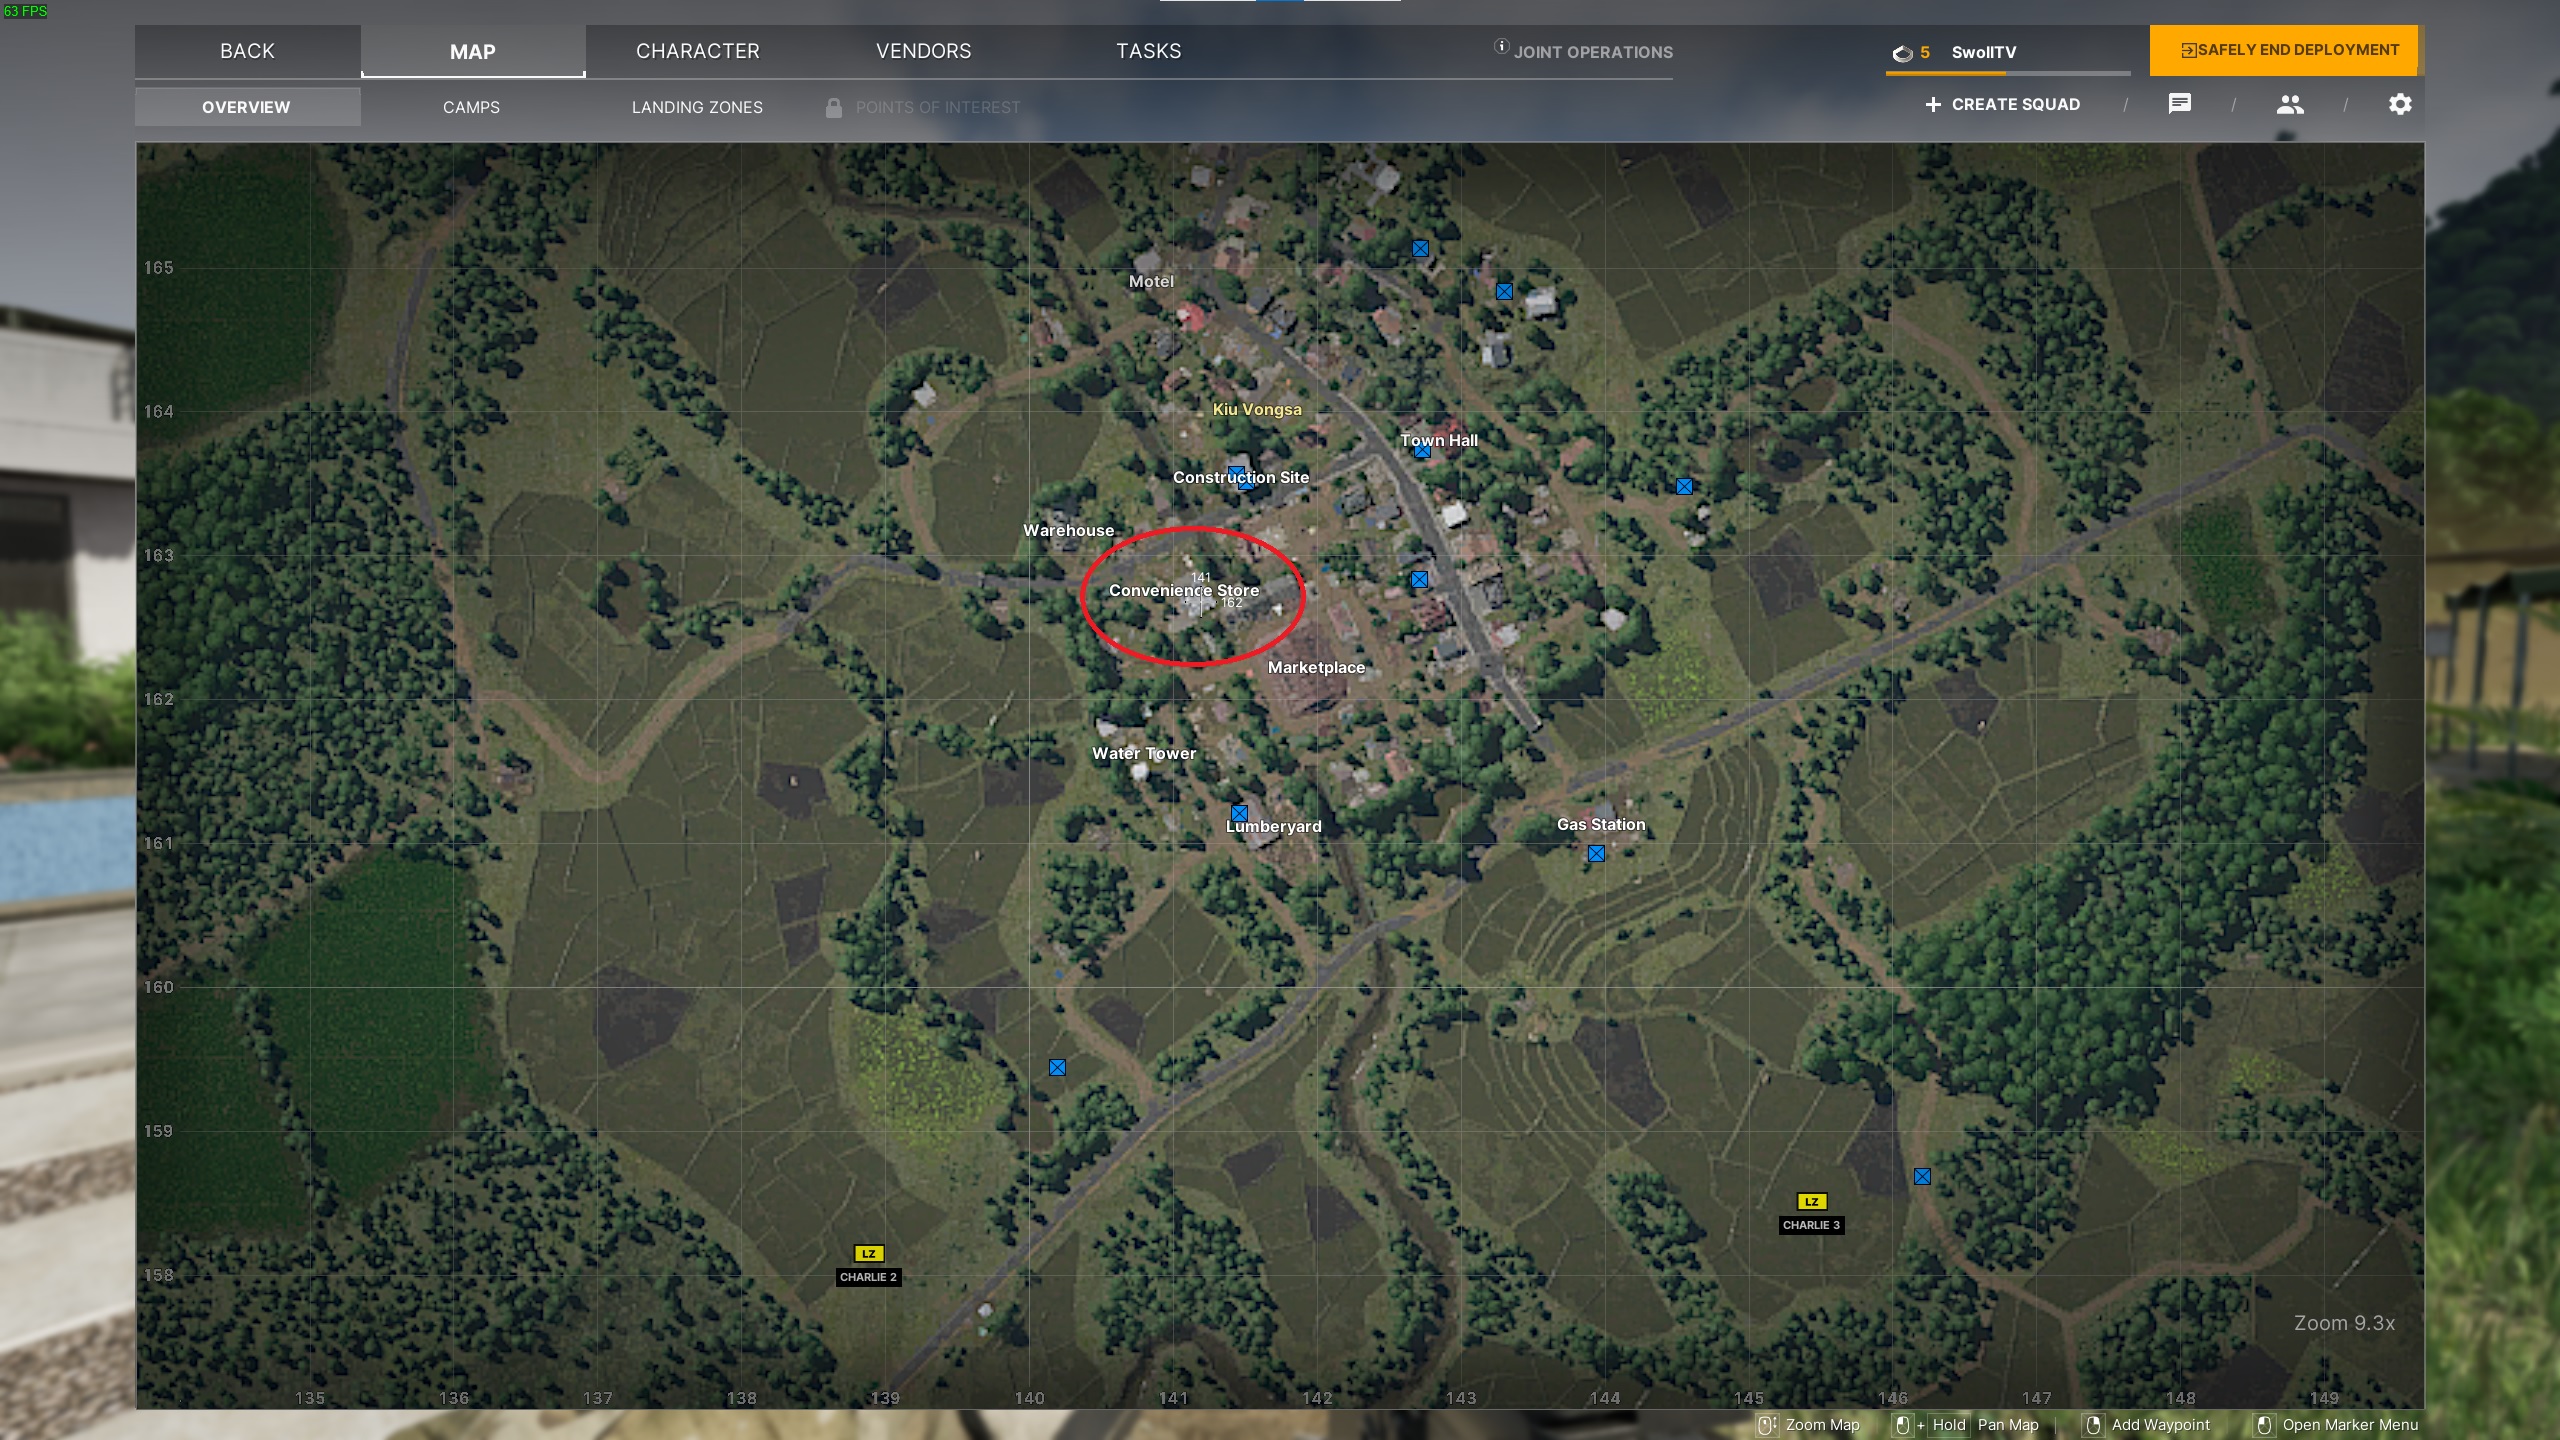 63 FPS
BACK
MAP
CHARACTER
VENDORS
TASKS
JOINT OPERATIONS
5
SwollTV
SAFELY END DEPLOYMENT
OVERVIEW
CAMPS
LANDING ZONES
POINTS OF INTEREST
CREATE SQUAD
165
Motel
164
Kiu Vongsa
Town Hall
Construction Site
Warehouse
163
141
Convenience Store
162
Marketplace
162
Water Tower
Lumberyard
Gas Station
161
160
159
LZ
CHARLIE 3
LZ
CHARLIE 2
158
Zoom 9.3x
135 136 137 138 139 140 141 142 143 144 145 146 147 148 149
Zoom Map
+ Hold Pan Map
Add Waypoint
Open Marker Menu